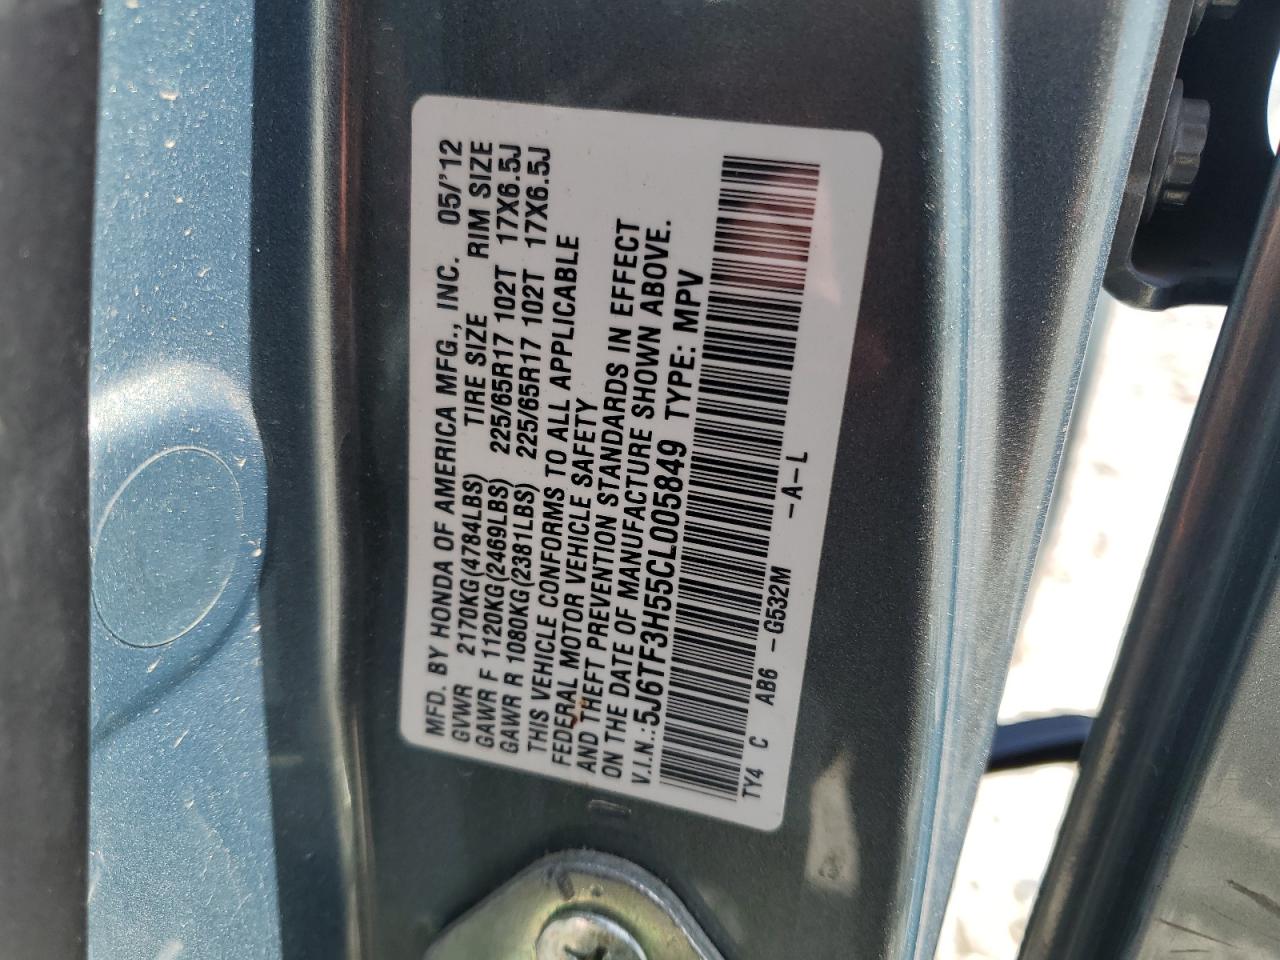 MFD. BY HONDA OF AMERICA MFG., INC. 05/'12
GVWR 2170KG(4784LBS) TIRE SIZE RIM SIZE
GAWR F 1120KG(2469LBS) 225/65R17 102T 17X6.5J
GAWR R 1080KG(2381LBS) 225/65R17 102T 17X6.5J
THIS VEHICLE CONFORMS TO ALL APPLICABLE
FEDERAL MOTOR VEHICLE SAFETY
AND THEFT PREVENTION STANDARDS IN EFFECT
ON THE DATE OF MANUFACTURE SHOWN ABOVE.
V.I.N.:5J6TF3H55CL005849 TYPE: MPV
TY4 C AB6 -G532M -A-L